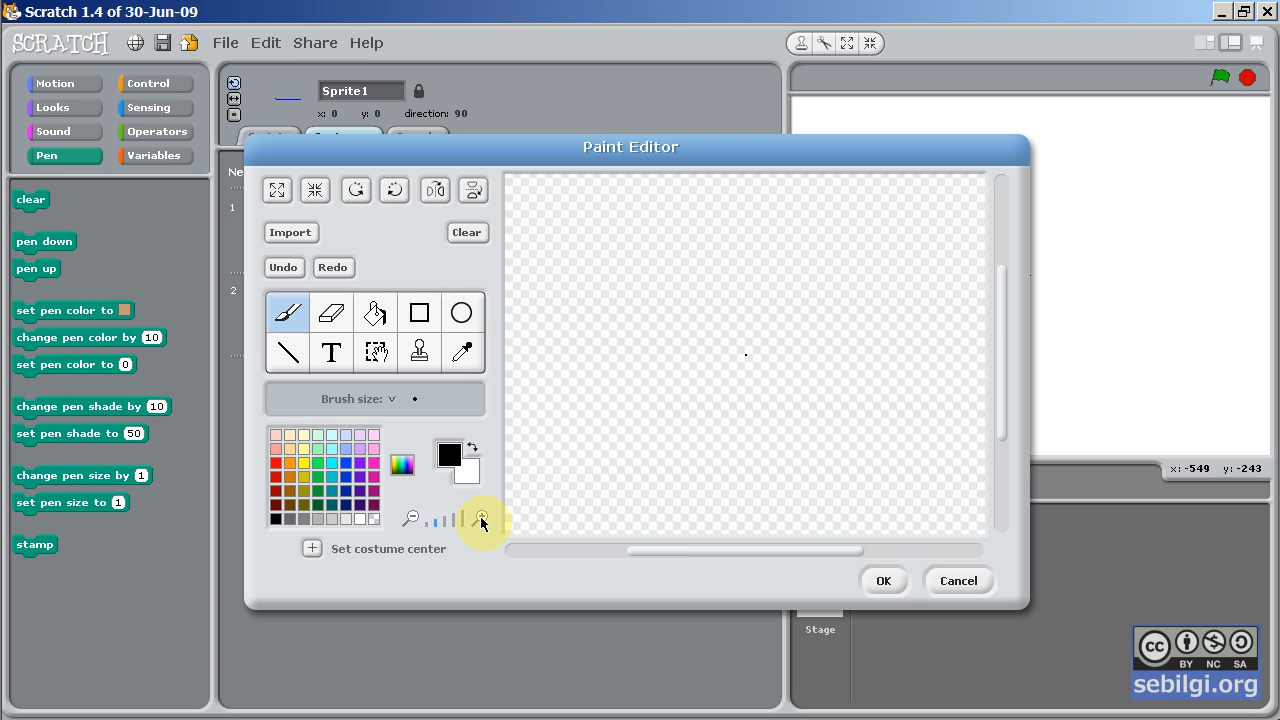 Scratch 1.4 of 30-Jun-09
SCRATCH File Edit Share Help
Motion Control
Looks Sensing
Sound Operators
Pen Variables
clear
pen down
pen up
set pen color to
change pen color by 10
set pen color to 0
change pen shade by 10
set pen shade to 50
change pen size by 1
set pen size to 1
stamp
Sprite1
x: 0 y: 0 direction: 90
Ne
1
2
Paint Editor
Import Clear
Undo Redo
T
Brush size:
Set costume center
OK Cancel
x:-549 y:-243
Stage
cc BY NC SA
sebilgi.org